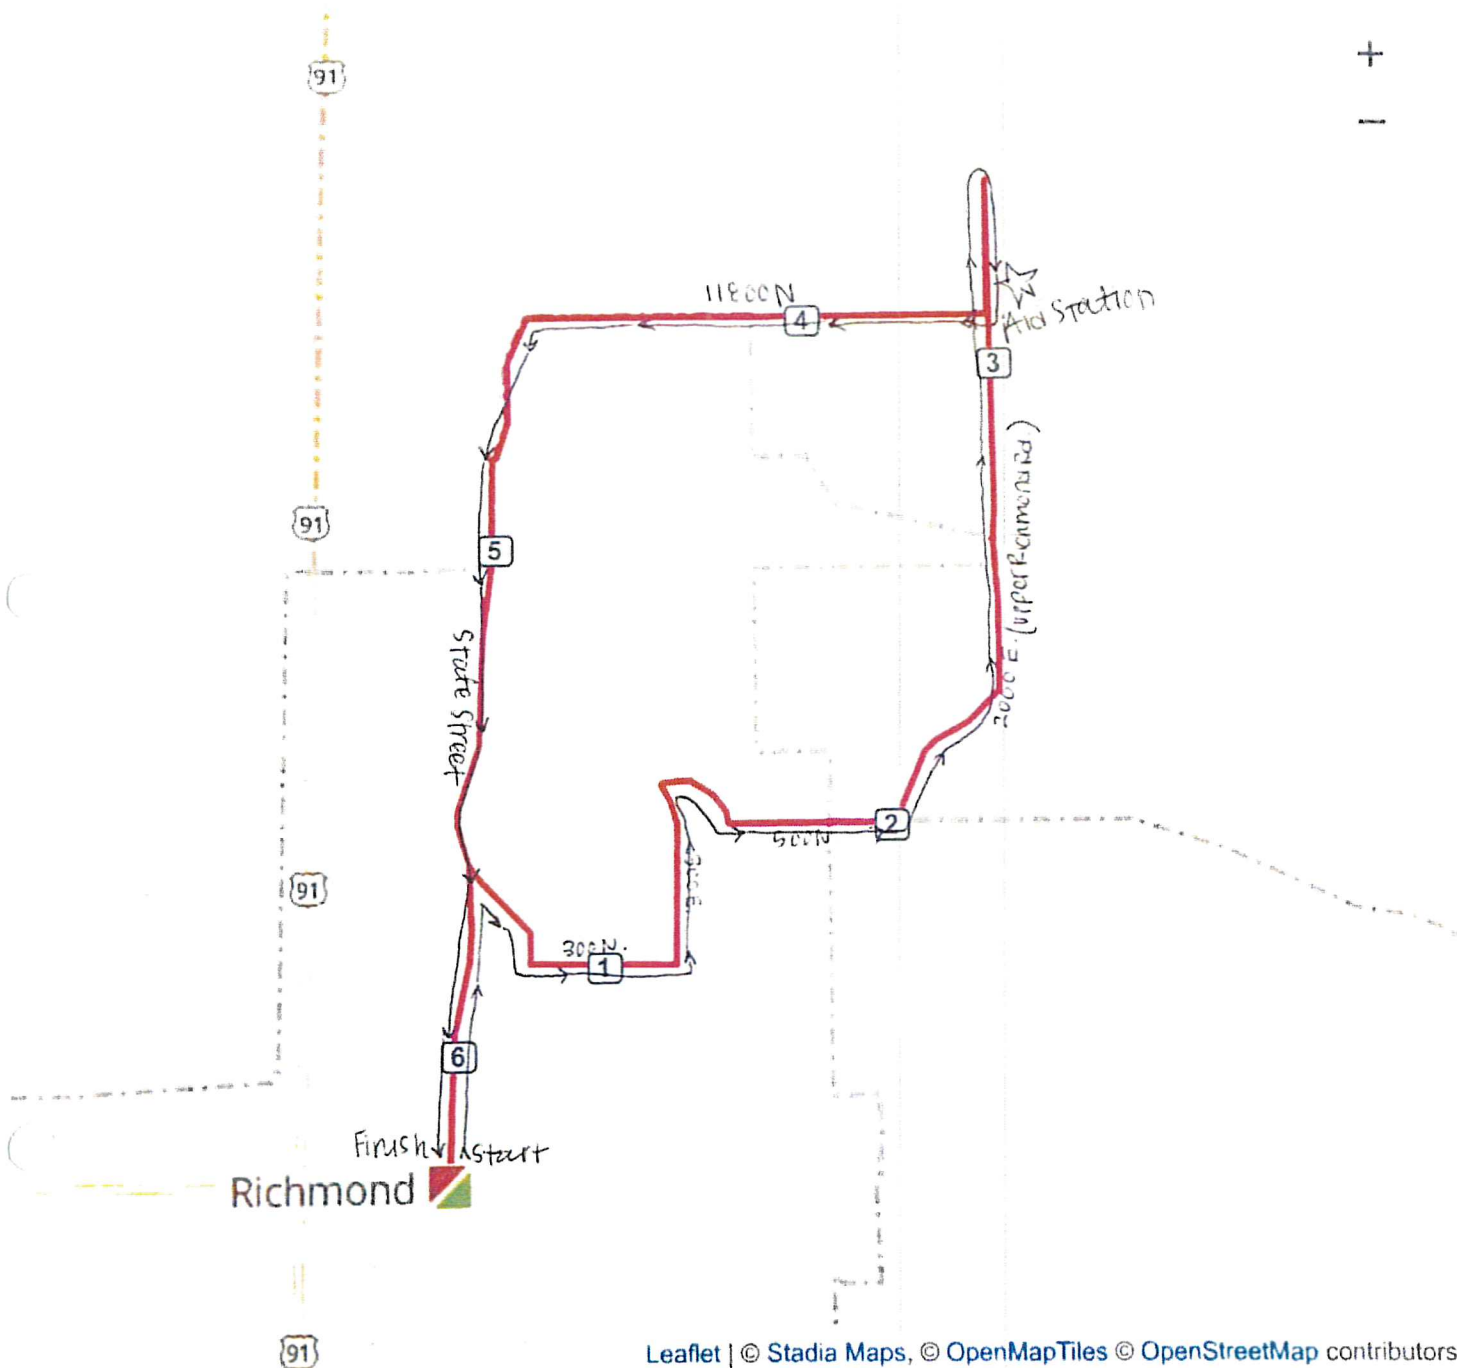 91
+
−
11800N
4
Aid Station
3
91
2000 E. (Upper Richmond Rd.)
5
State Street
2
500N
300 E.
91
300N.
1
6
Finish
Start
Richmond
91
Leaflet | © Stadia Maps, © OpenMapTiles © OpenStreetMap contributors